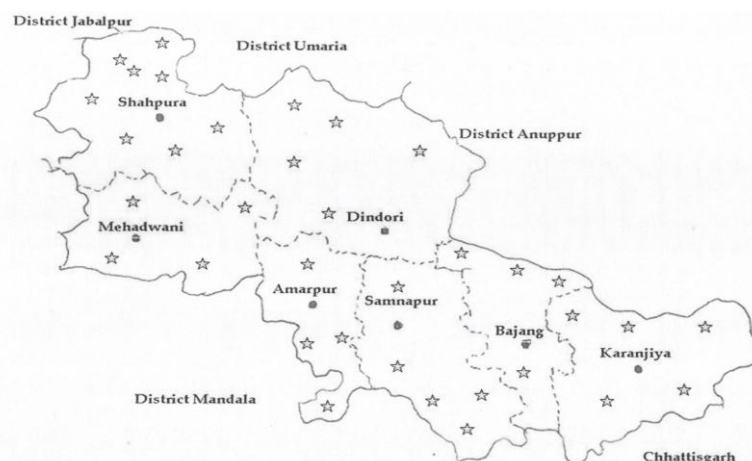 District Jabalpur
District Umaria
Shahpura
District Anuppur
Dindori
Mehadwani
Amarpur
Samnapur
Bajang
Karanjiya
District Mandala
Chhattisgarh